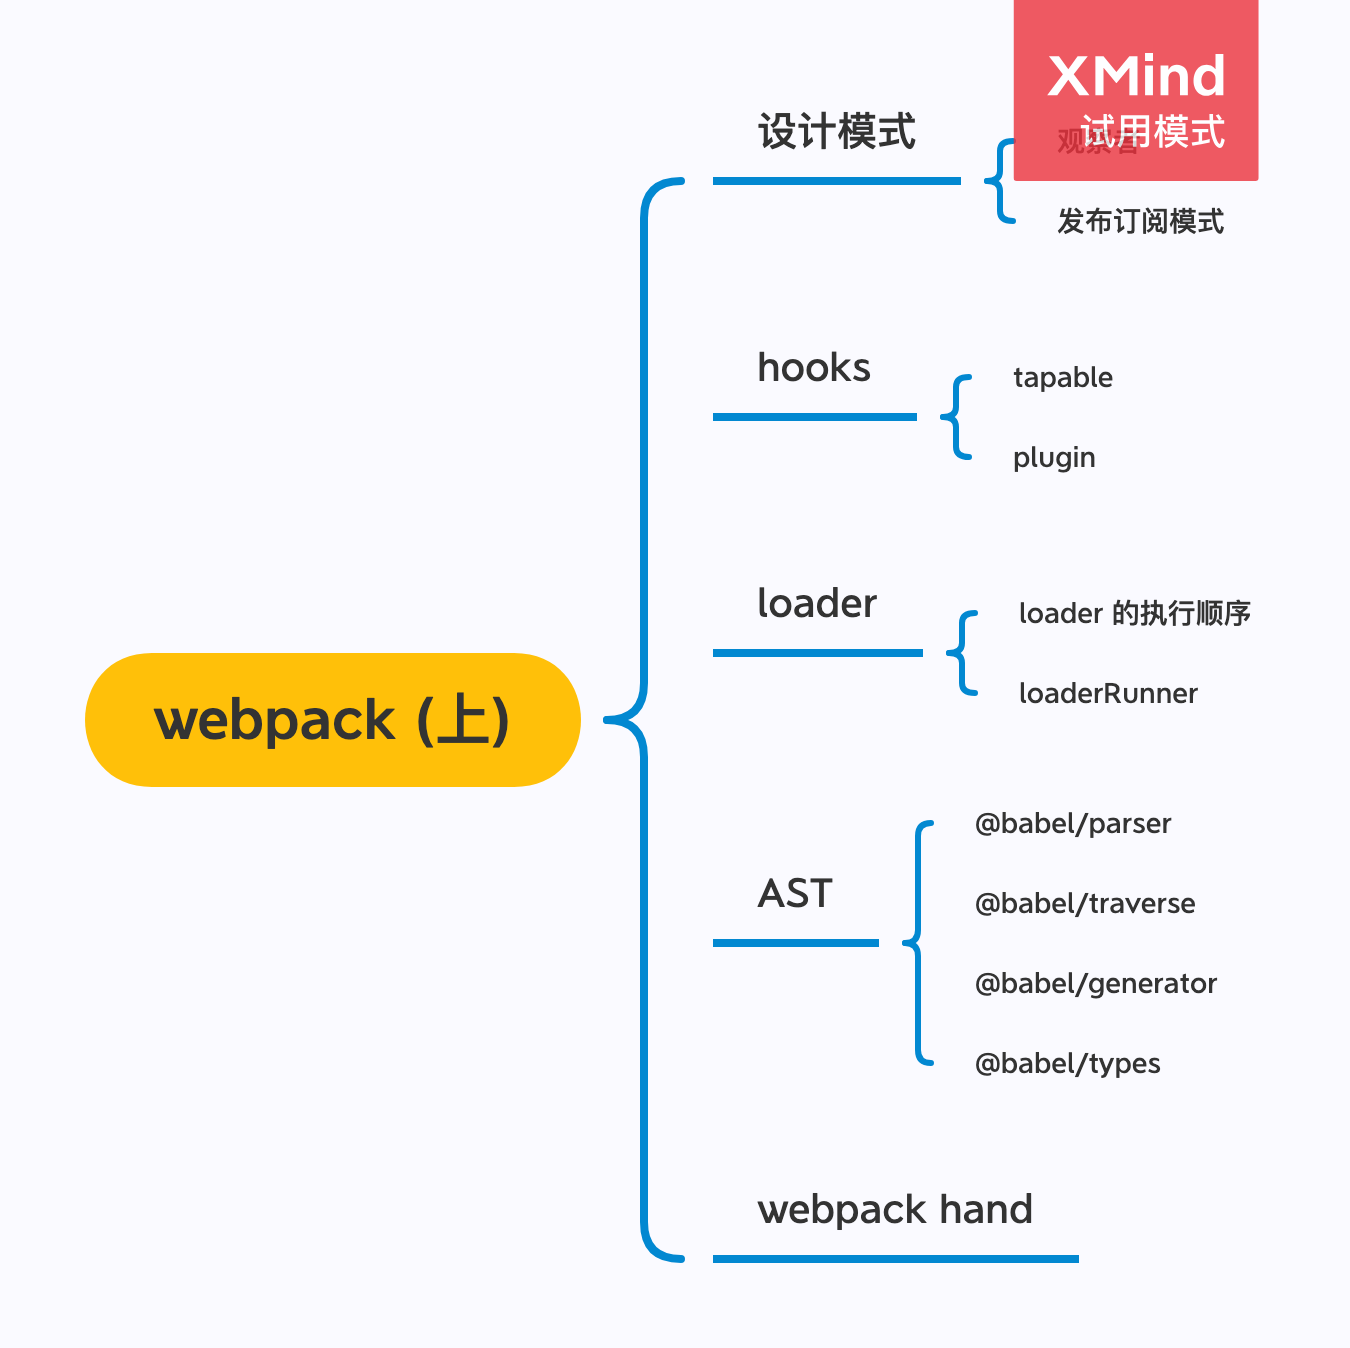 XMind
试用模式
设计模式
观察者
发布订阅模式
hooks
tapable
plugin
loader
loader 的执行顺序
loaderRunner
webpack (上)
AST
@babel/parser
@babel/traverse
@babel/generator
@babel/types
webpack hand